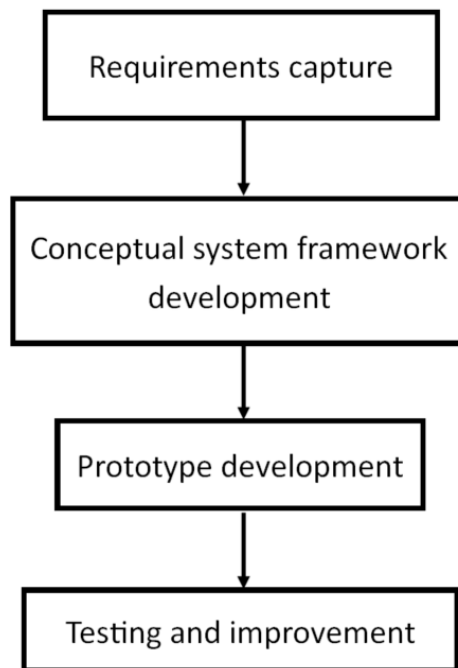 Requirements capture
Conceptual system framework
development
Prototype development
Testing and improvement